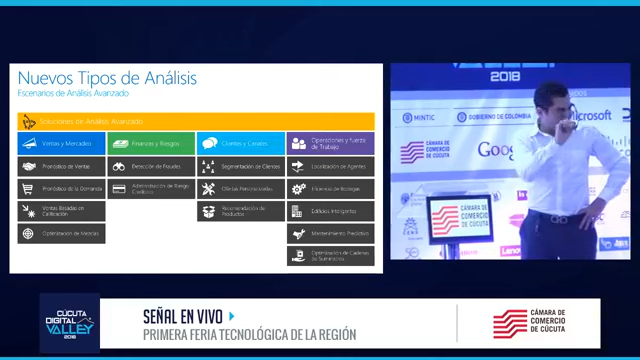 Nuevos Tipos de Análisis
Escenarios de Análisis Avanzado
Soluciones de Análisis Avanzado
Ventas y Mercadeo
Finanzas y Riesgos
Clientes y Canales
Operaciones y fuerza de Trabajo
Pronóstico de Ventas
Detección de Fraudes
Segmentación de Clientes
Localización de Agentes
Pronóstico de la Demanda
Administración de Riesgo Crediticio
Ofertas Personalizadas
Eficiencia de Bodegas
Ventas Basadas en Calificación
Recomendación de Productos
Edificios Inteligentes
Optimización de Mezclas
Mantenimiento Predictivo
Optimización de Cadenas de Suministros
VALLEY
2018
MINTIC
GOBIERNO DE COLOMBIA
Microsoft
CÁMARA DE
COMERCIO
DE CÚCUTA
Google
CÁMARA DE
COMERCIO
DE CÚCUTA
CÚCUTA
DIGITAL
VALLEY
2018
SEÑAL EN VIVO
PRIMERA FERIA TECNOLÓGICA DE LA REGIÓN
CÁMARA DE
COMERCIO
DE CÚCUTA